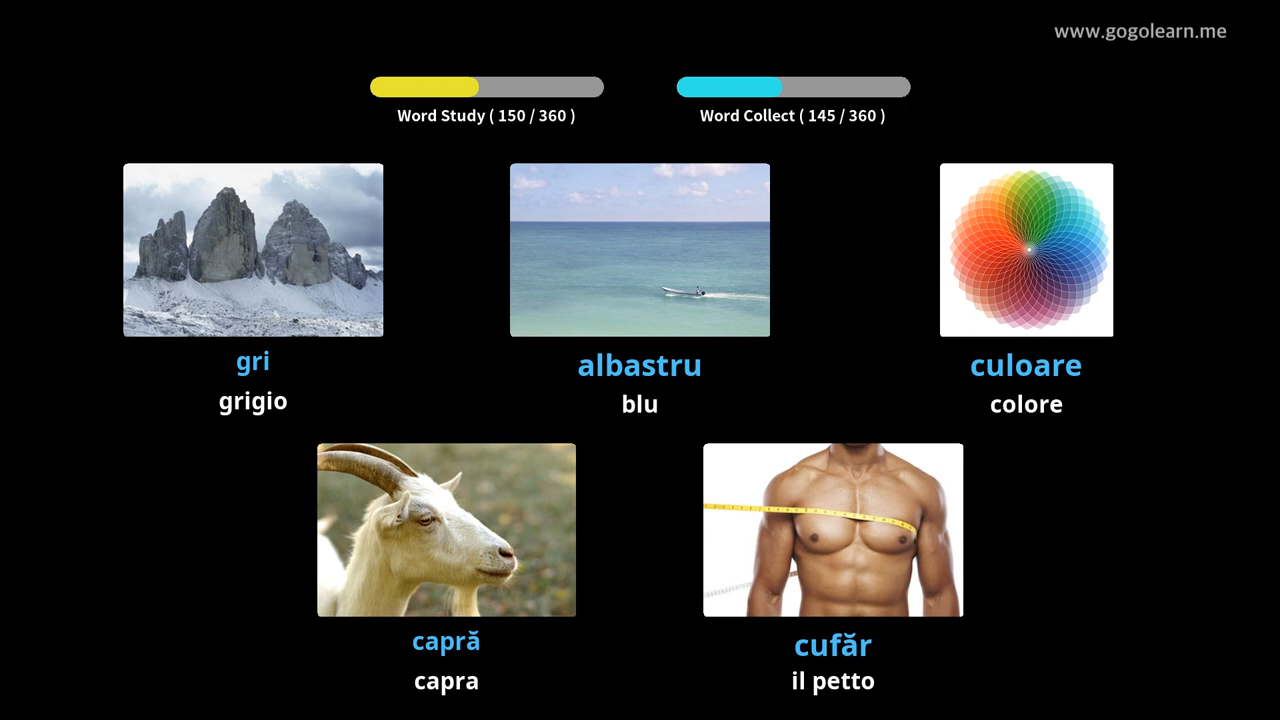 www.gogolearn.me
Word Study ( 150 / 360 )
Word Collect ( 145 / 360 )
gri
grigio
albastru
blu
culoare
colore
capră
capra
cufăr
il petto